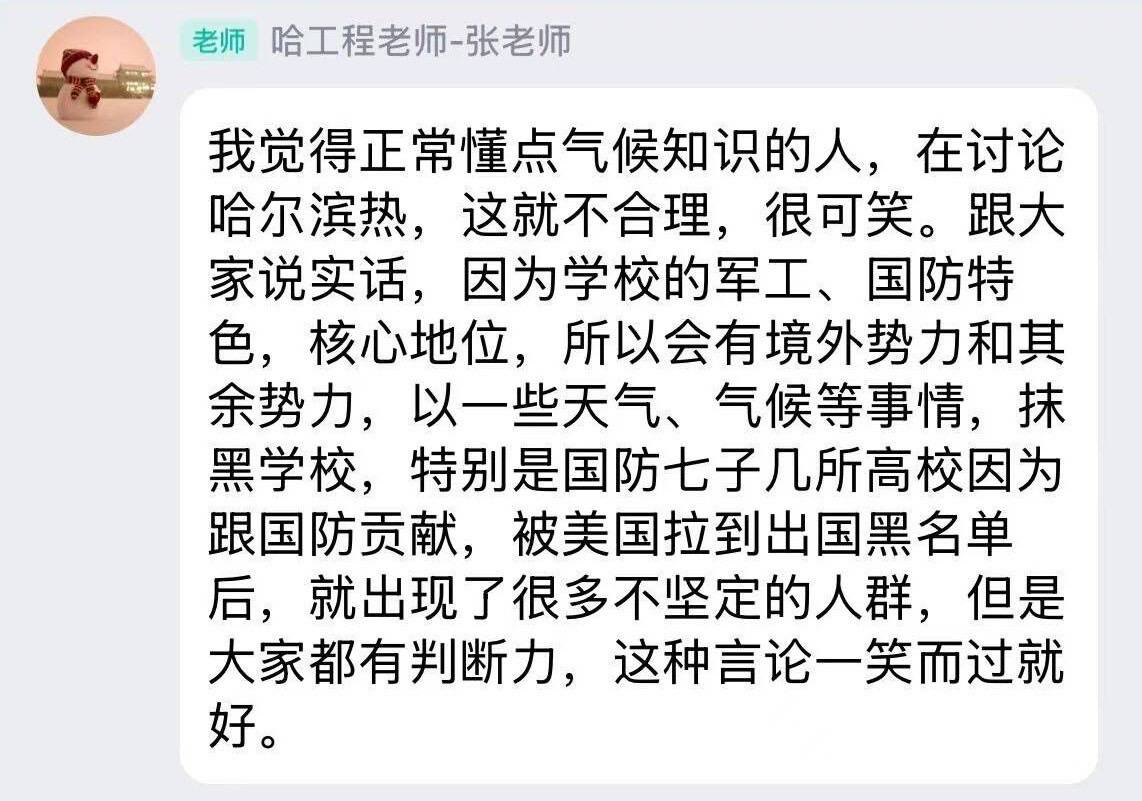 老师 哈工程老师-张老师
我觉得正常懂点气候知识的人，在讨论
哈尔滨热，这就不合理，很可笑。跟大
家说实话，因为学校的军工、国防特
色，核心地位，所以会有境外势力和其
余势力，以一些天气、气候等事情，抹
黑学校，特别是国防七子几所高校因为
跟国防贡献，被美国拉到出国黑名单
后，就出现了很多不坚定的人群，但是
大家都有判断力，这种言论一笑而过就
好。